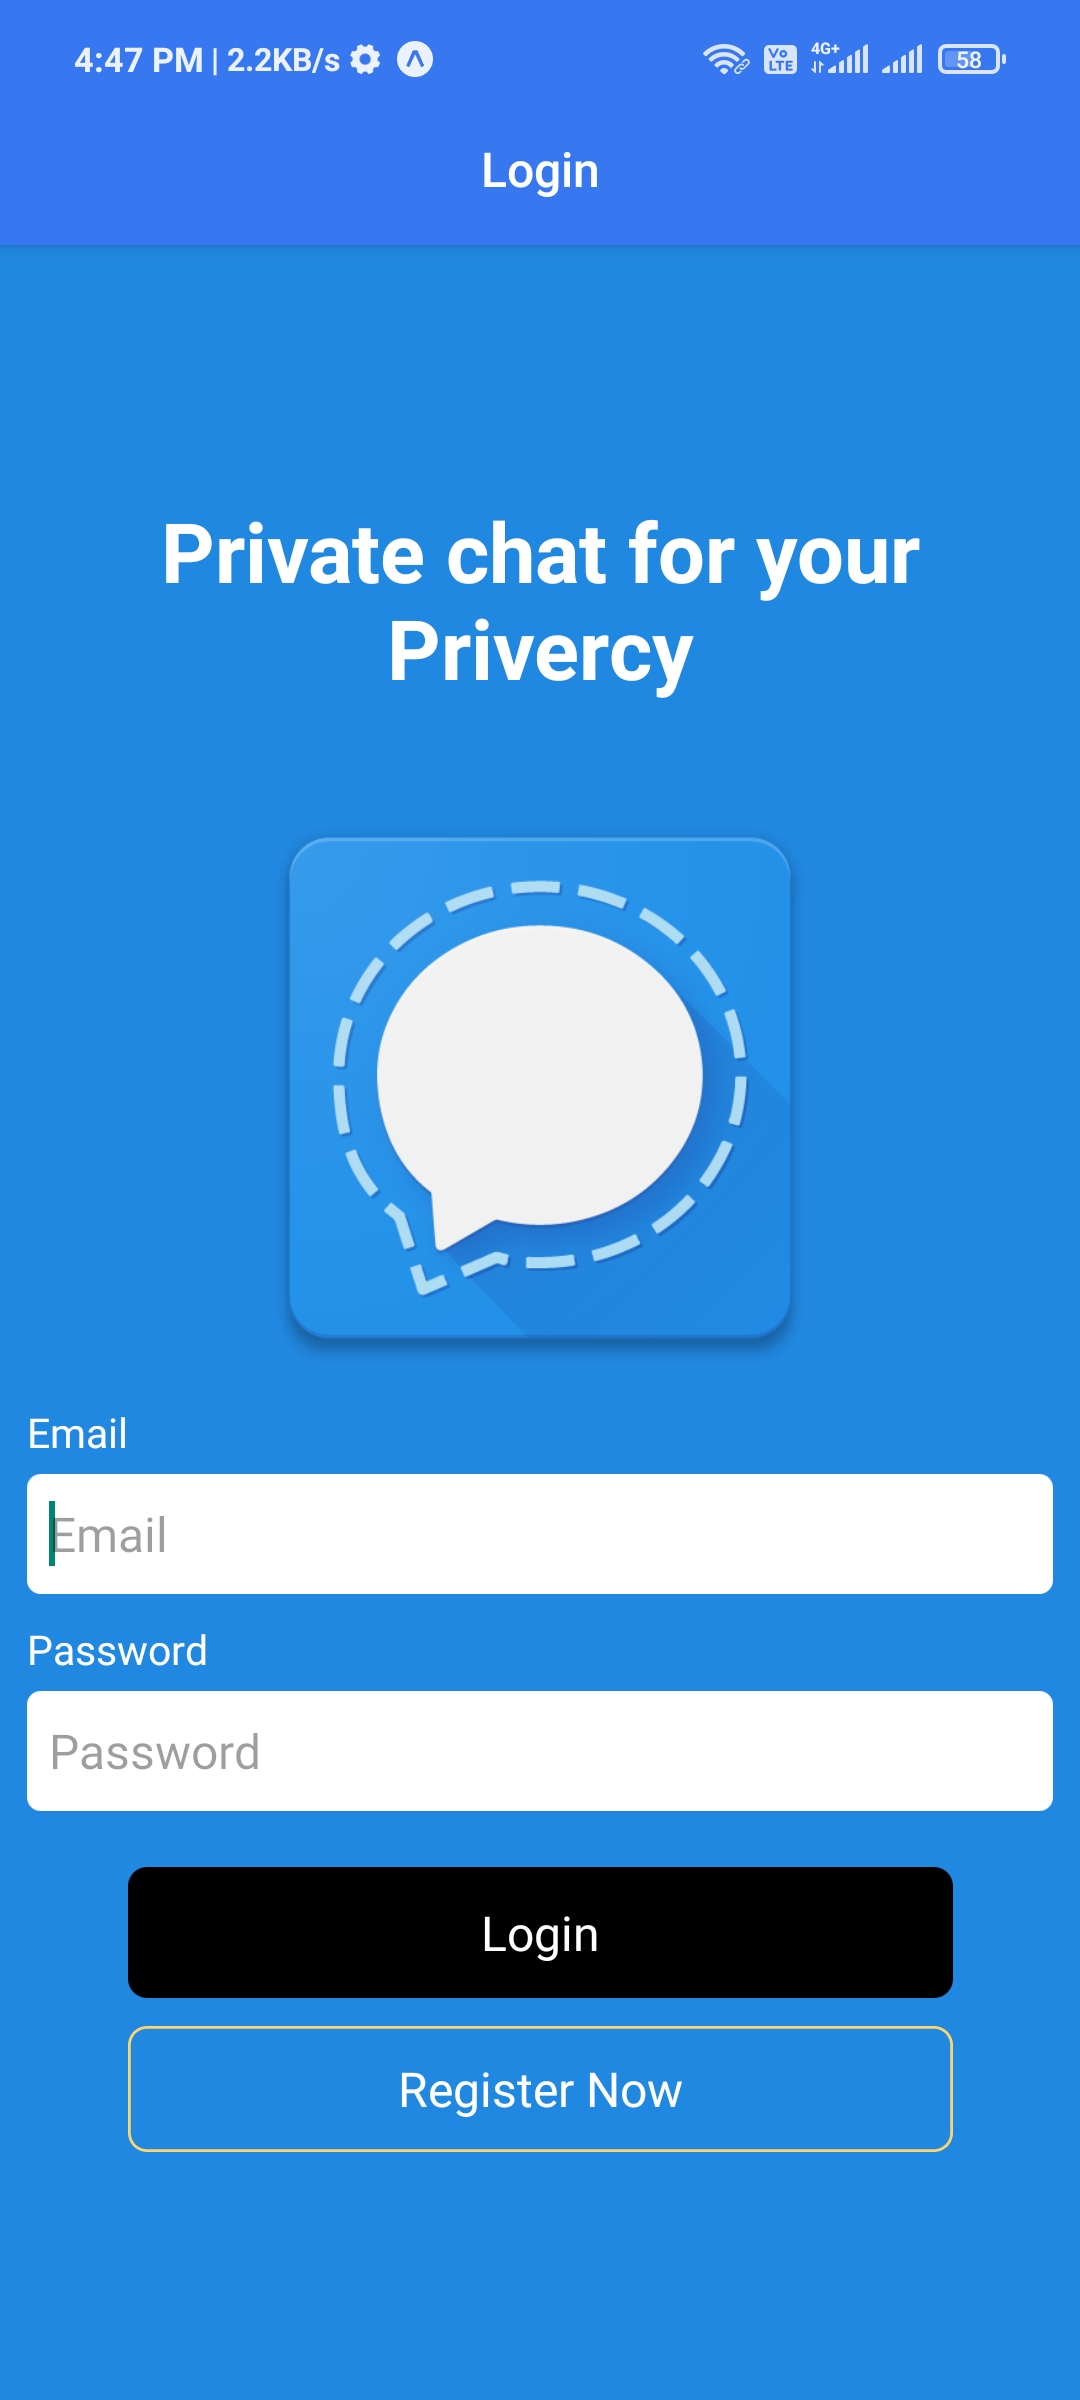 4:47 PM | 2.2KB/s Vo LTE 4G+ 58
Login
Private chat for your
Privercy
Email
Email
Password
Password
Login
Register Now